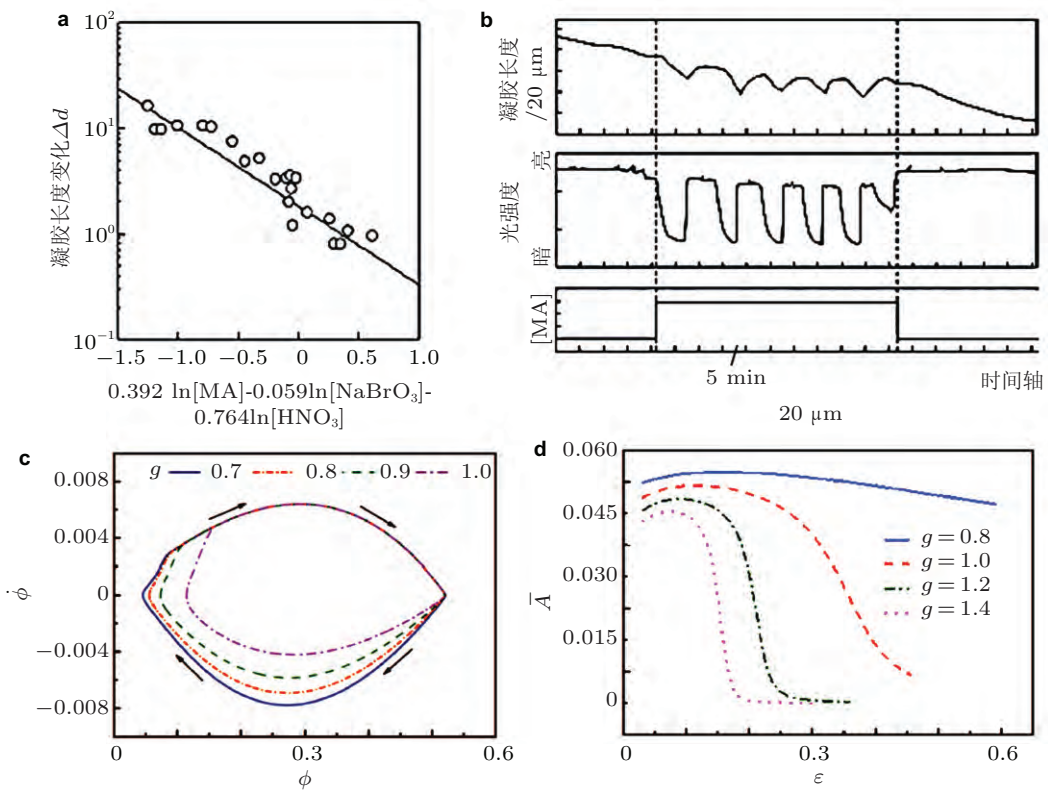 a
10²
10¹
10⁰
10⁻¹
凝胶长度变化Δd
−1.5 −1.0 −0.5 0 0.5 1.0
0.392 ln[MA]-0.059ln[NaBrO₃]-
0.764ln[HNO₃]
b
凝胶长度
/20 μm
光强度
亮
暗
[MA]
5 min
时间轴
20 μm
c
g 0.7 0.8 0.9 1.0
0.008
0.004
0
−0.004
−0.008
ϕ̇
0 0.3 0.6
ϕ
d
0.060
0.045
0.030
0.015
0
A̅
g = 0.8
g = 1.0
g = 1.2
g = 1.4
0 0.3 0.6
ε